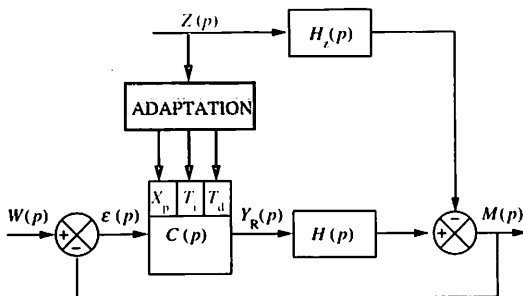 Z(p)
H_z(p)
ADAPTATION
X_p T_i T_d
W(p) ε(p) C(p) Y_R(p) H(p) M(p)
+ − − +